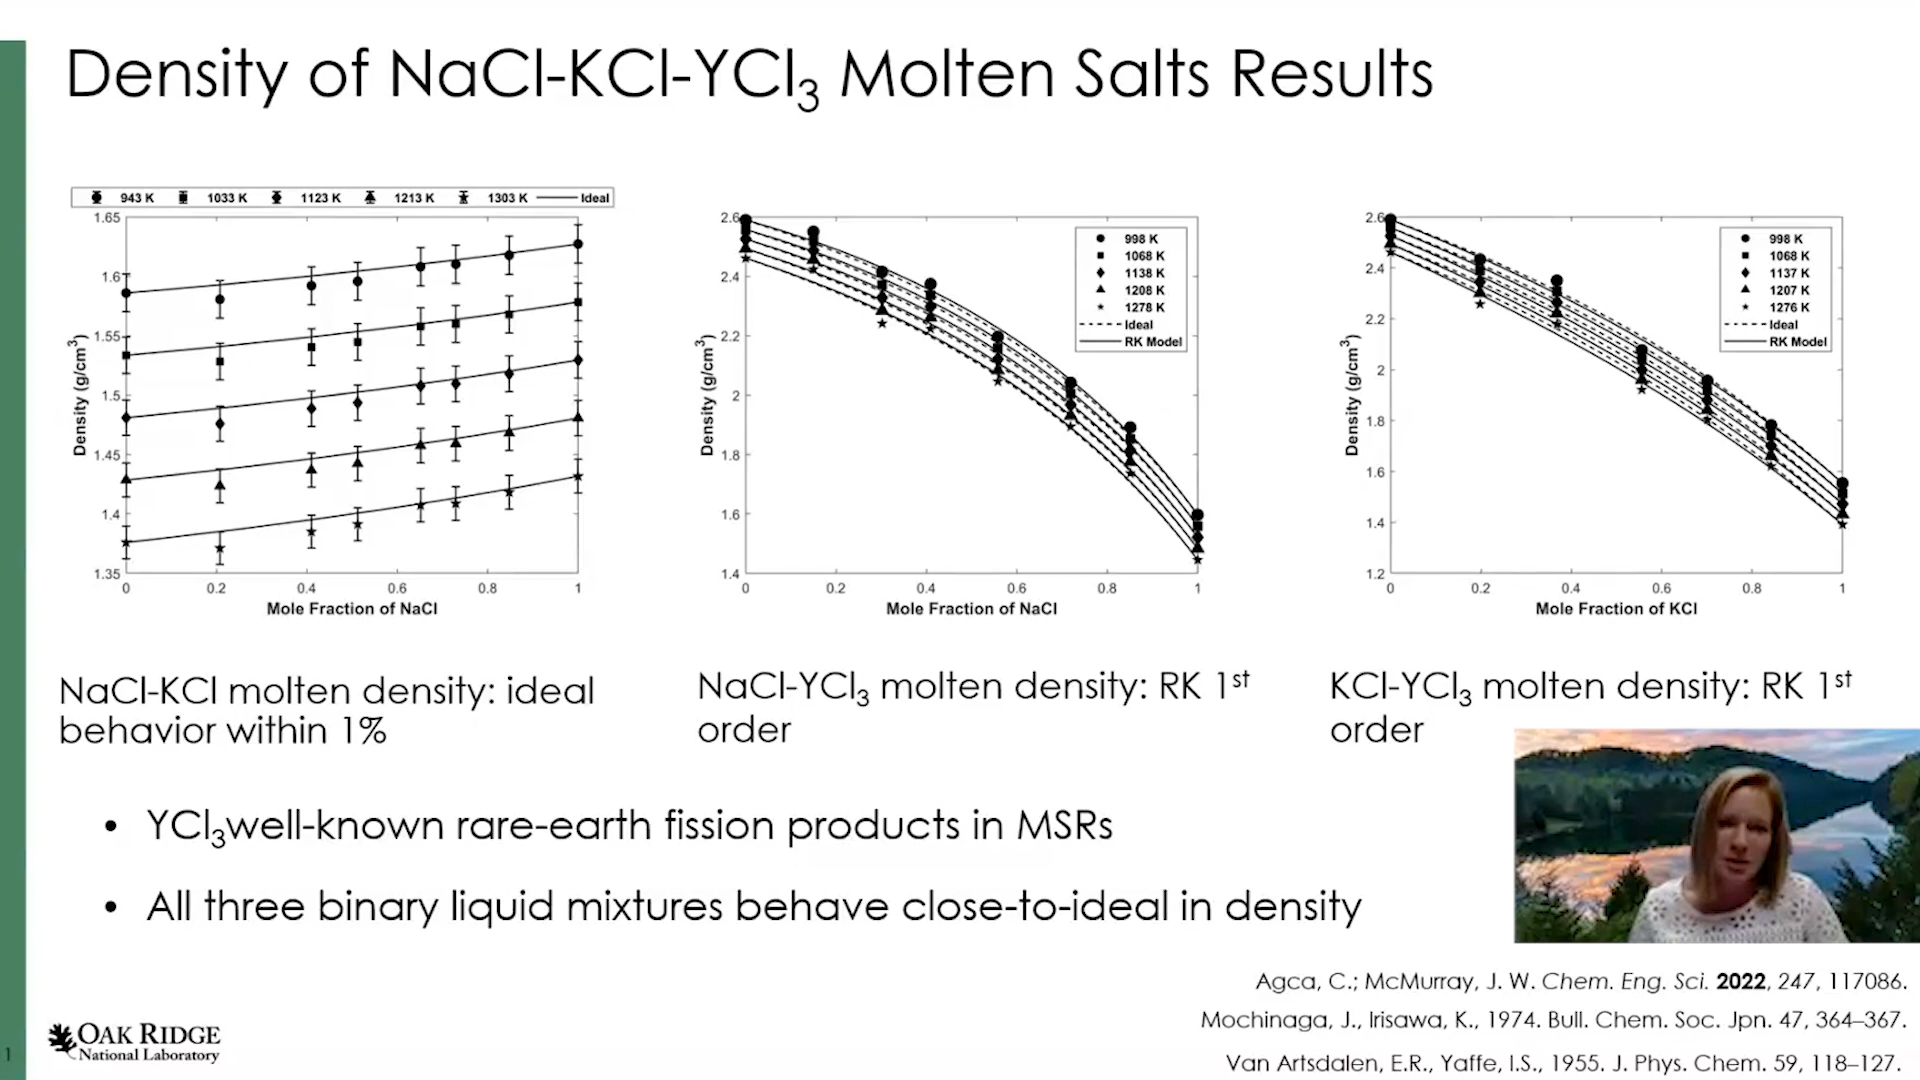 Density of NaCl-KCl-YCl₃ Molten Salts Results
943 K 1033 K 1123 K 1213 K 1303 K Ideal
1.65
1.6
1.55
1.5
1.45
1.4
1.35
Density (g/cm³)
0 0.2 0.4 0.6 0.8 1
Mole Fraction of NaCl
2.6
2.4
2.2
2
1.8
1.6
1.4
Density (g/cm³)
0 0.2 0.4 0.6 0.8 1
Mole Fraction of NaCl
998 K
1068 K
1138 K
1208 K
1278 K
Ideal
RK Model
2.6
2.4
2.2
2
1.8
1.6
1.4
1.2
Density (g/cm³)
0 0.2 0.4 0.6 0.8 1
Mole Fraction of KCl
998 K
1068 K
1137 K
1207 K
1276 K
Ideal
RK Model
NaCl-KCl molten density: ideal
behavior within 1%
NaCl-YCl₃ molten density: RK 1st
order
KCl-YCl₃ molten density: RK 1st
order
• YCl₃well-known rare-earth fission products in MSRs
• All three binary liquid mixtures behave close-to-ideal in density
Agca, C.; McMurray, J. W. Chem. Eng. Sci. 2022, 247, 117086.
Mochinaga, J., Irisawa, K., 1974. Bull. Chem. Soc. Jpn. 47, 364–367.
Van Artsdalen, E.R., Yaffe, I.S., 1955. J. Phys. Chem. 59, 118–127.
1
OAK RIDGE
National Laboratory